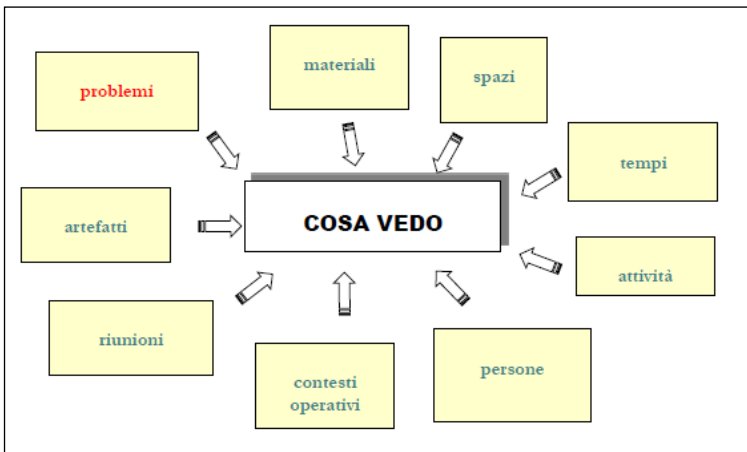 problemi
materiali
spazi
tempi
artefatti
COSA VEDO
attività
riunioni
contesti
operativi
persone